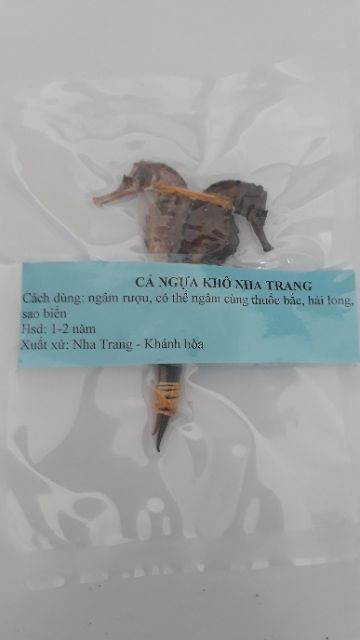 CÁ NGỰA KHÔ NHA TRANG
Cách dùng: ngâm rượu, có thể ngâm cùng thuốc bắc, hải long,
sao biển
Hsd: 1-2 năm
Xuất xứ: Nha Trang - Khánh hòa